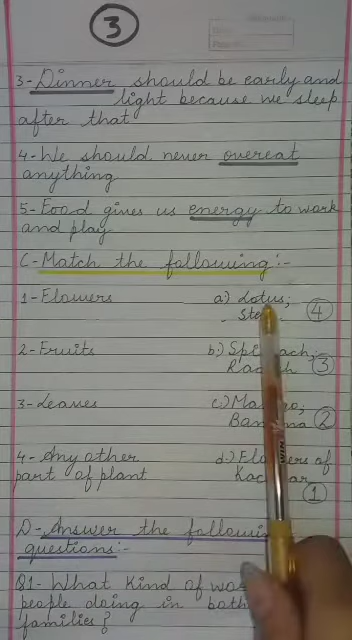 3
3- Dinner should be early and
light because we sleep
after that
4- We should never overeat
anything
5- Food gives us energy to work
and play
C- Match the following :-
1- Flowers a) Lotus,
4
2- Fruits b)
3
3- Leaves c)
2
4- Any other d) of
part of plant
1
D- Answer the
questions :-
Q1- What kind of
people doing in both
families?